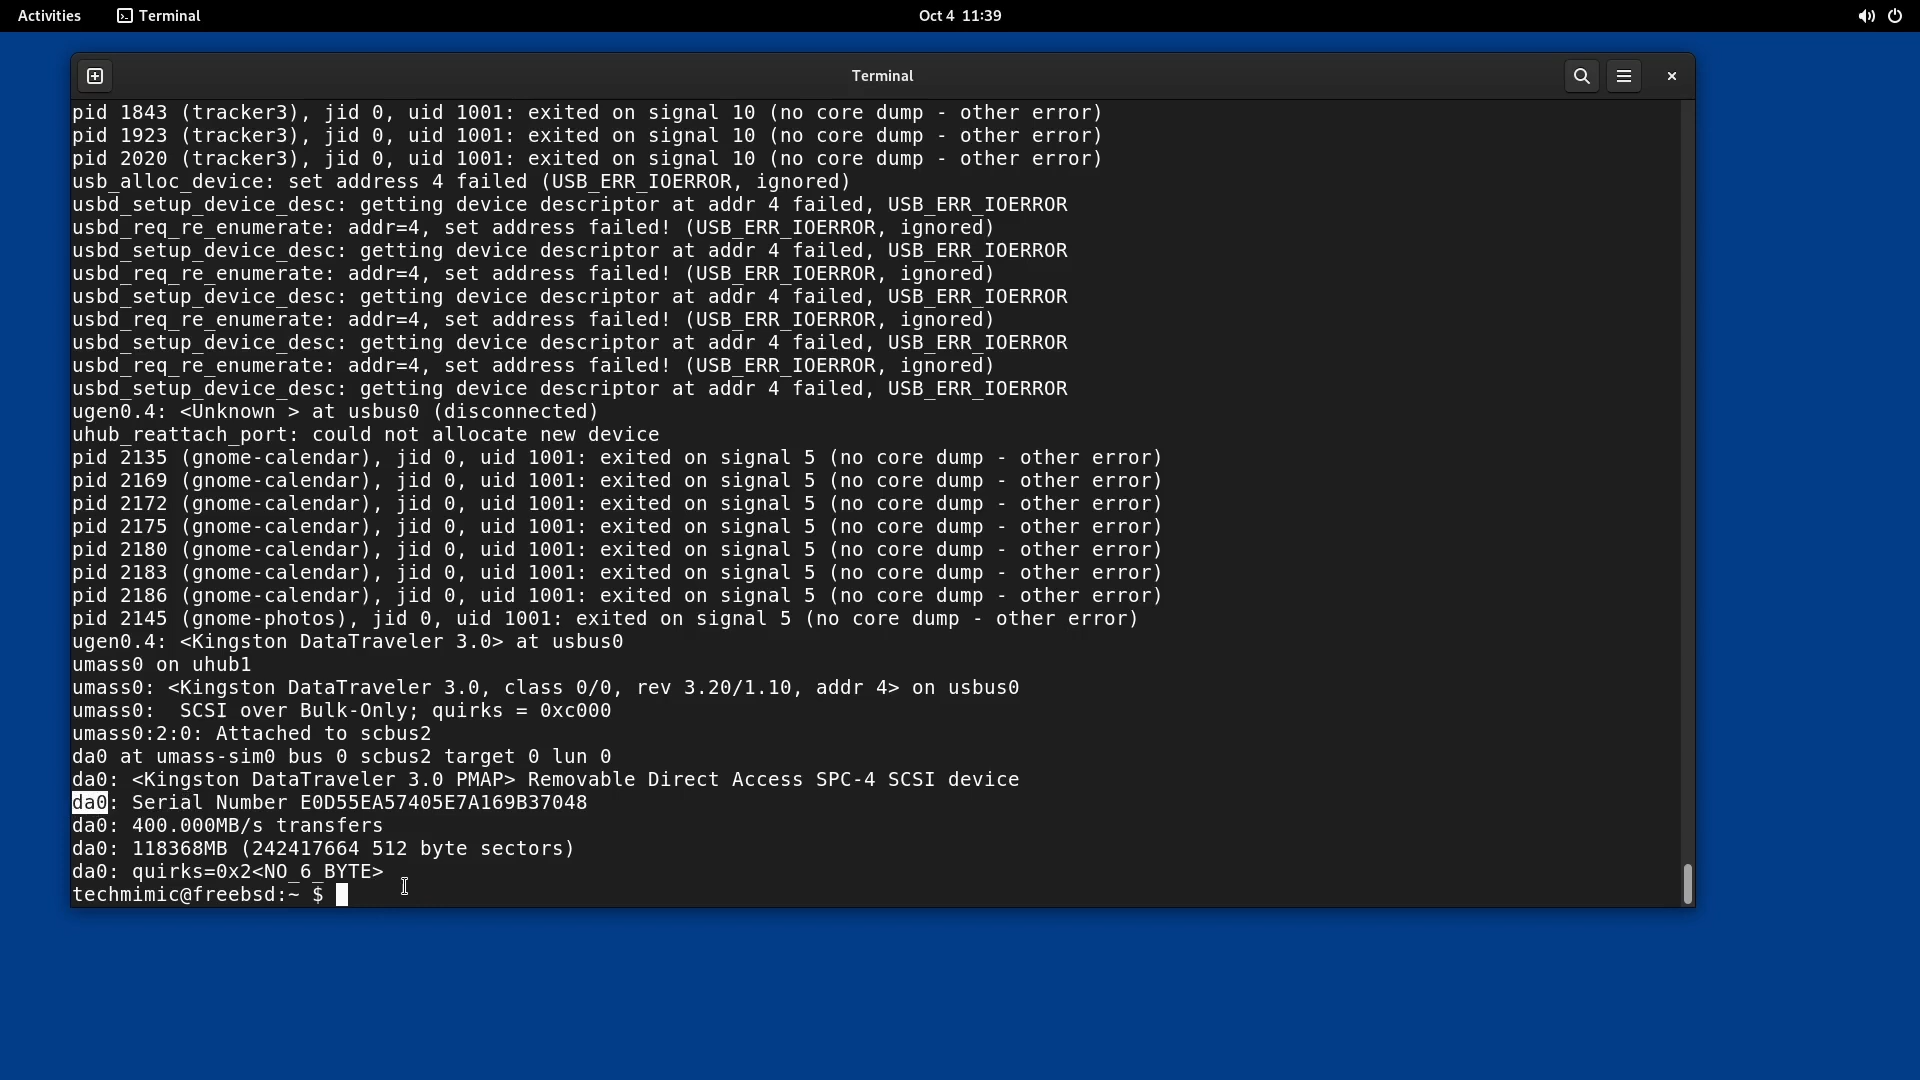 Activities Terminal Oct 4 11:39
Terminal
pid 1843 (tracker3), jid 0, uid 1001: exited on signal 10 (no core dump - other error)
pid 1923 (tracker3), jid 0, uid 1001: exited on signal 10 (no core dump - other error)
pid 2020 (tracker3), jid 0, uid 1001: exited on signal 10 (no core dump - other error)
usb_alloc_device: set address 4 failed (USB_ERR_IOERROR, ignored)
usbd_setup_device_desc: getting device descriptor at addr 4 failed, USB_ERR_IOERROR
usbd_req_re_enumerate: addr=4, set address failed! (USB_ERR_IOERROR, ignored)
usbd_setup_device_desc: getting device descriptor at addr 4 failed, USB_ERR_IOERROR
usbd_req_re_enumerate: addr=4, set address failed! (USB_ERR_IOERROR, ignored)
usbd_setup_device_desc: getting device descriptor at addr 4 failed, USB_ERR_IOERROR
usbd_req_re_enumerate: addr=4, set address failed! (USB_ERR_IOERROR, ignored)
usbd_setup_device_desc: getting device descriptor at addr 4 failed, USB_ERR_IOERROR
usbd_req_re_enumerate: addr=4, set address failed! (USB_ERR_IOERROR, ignored)
usbd_setup_device_desc: getting device descriptor at addr 4 failed, USB_ERR_IOERROR
ugen0.4: <Unknown > at usbus0 (disconnected)
uhub_reattach_port: could not allocate new device
pid 2135 (gnome-calendar), jid 0, uid 1001: exited on signal 5 (no core dump - other error)
pid 2169 (gnome-calendar), jid 0, uid 1001: exited on signal 5 (no core dump - other error)
pid 2172 (gnome-calendar), jid 0, uid 1001: exited on signal 5 (no core dump - other error)
pid 2175 (gnome-calendar), jid 0, uid 1001: exited on signal 5 (no core dump - other error)
pid 2180 (gnome-calendar), jid 0, uid 1001: exited on signal 5 (no core dump - other error)
pid 2183 (gnome-calendar), jid 0, uid 1001: exited on signal 5 (no core dump - other error)
pid 2186 (gnome-calendar), jid 0, uid 1001: exited on signal 5 (no core dump - other error)
pid 2145 (gnome-photos), jid 0, uid 1001: exited on signal 5 (no core dump - other error)
ugen0.4: <Kingston DataTraveler 3.0> at usbus0
umass0 on uhub1
umass0: <Kingston DataTraveler 3.0, class 0/0, rev 3.20/1.10, addr 4> on usbus0
umass0:  SCSI over Bulk-Only; quirks = 0xc000
umass0:2:0: Attached to scbus2
da0 at umass-sim0 bus 0 scbus2 target 0 lun 0
da0: <Kingston DataTraveler 3.0 PMAP> Removable Direct Access SPC-4 SCSI device
da0: Serial Number E0D55EA57405E7A169B37048
da0: 400.000MB/s transfers
da0: 118368MB (242417664 512 byte sectors)
da0: quirks=0x2<NO_6_BYTE>
techmimic@freebsd:~ $